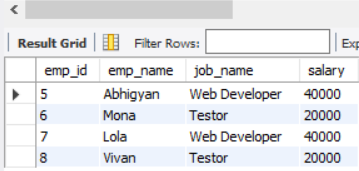 Result Grid Filter Rows: Exp
emp_id emp_name job_name salary
5 Abhigyan Web Developer 40000
6 Mona Testor 20000
7 Lola Web Developer 40000
8 Vivan Testor 20000